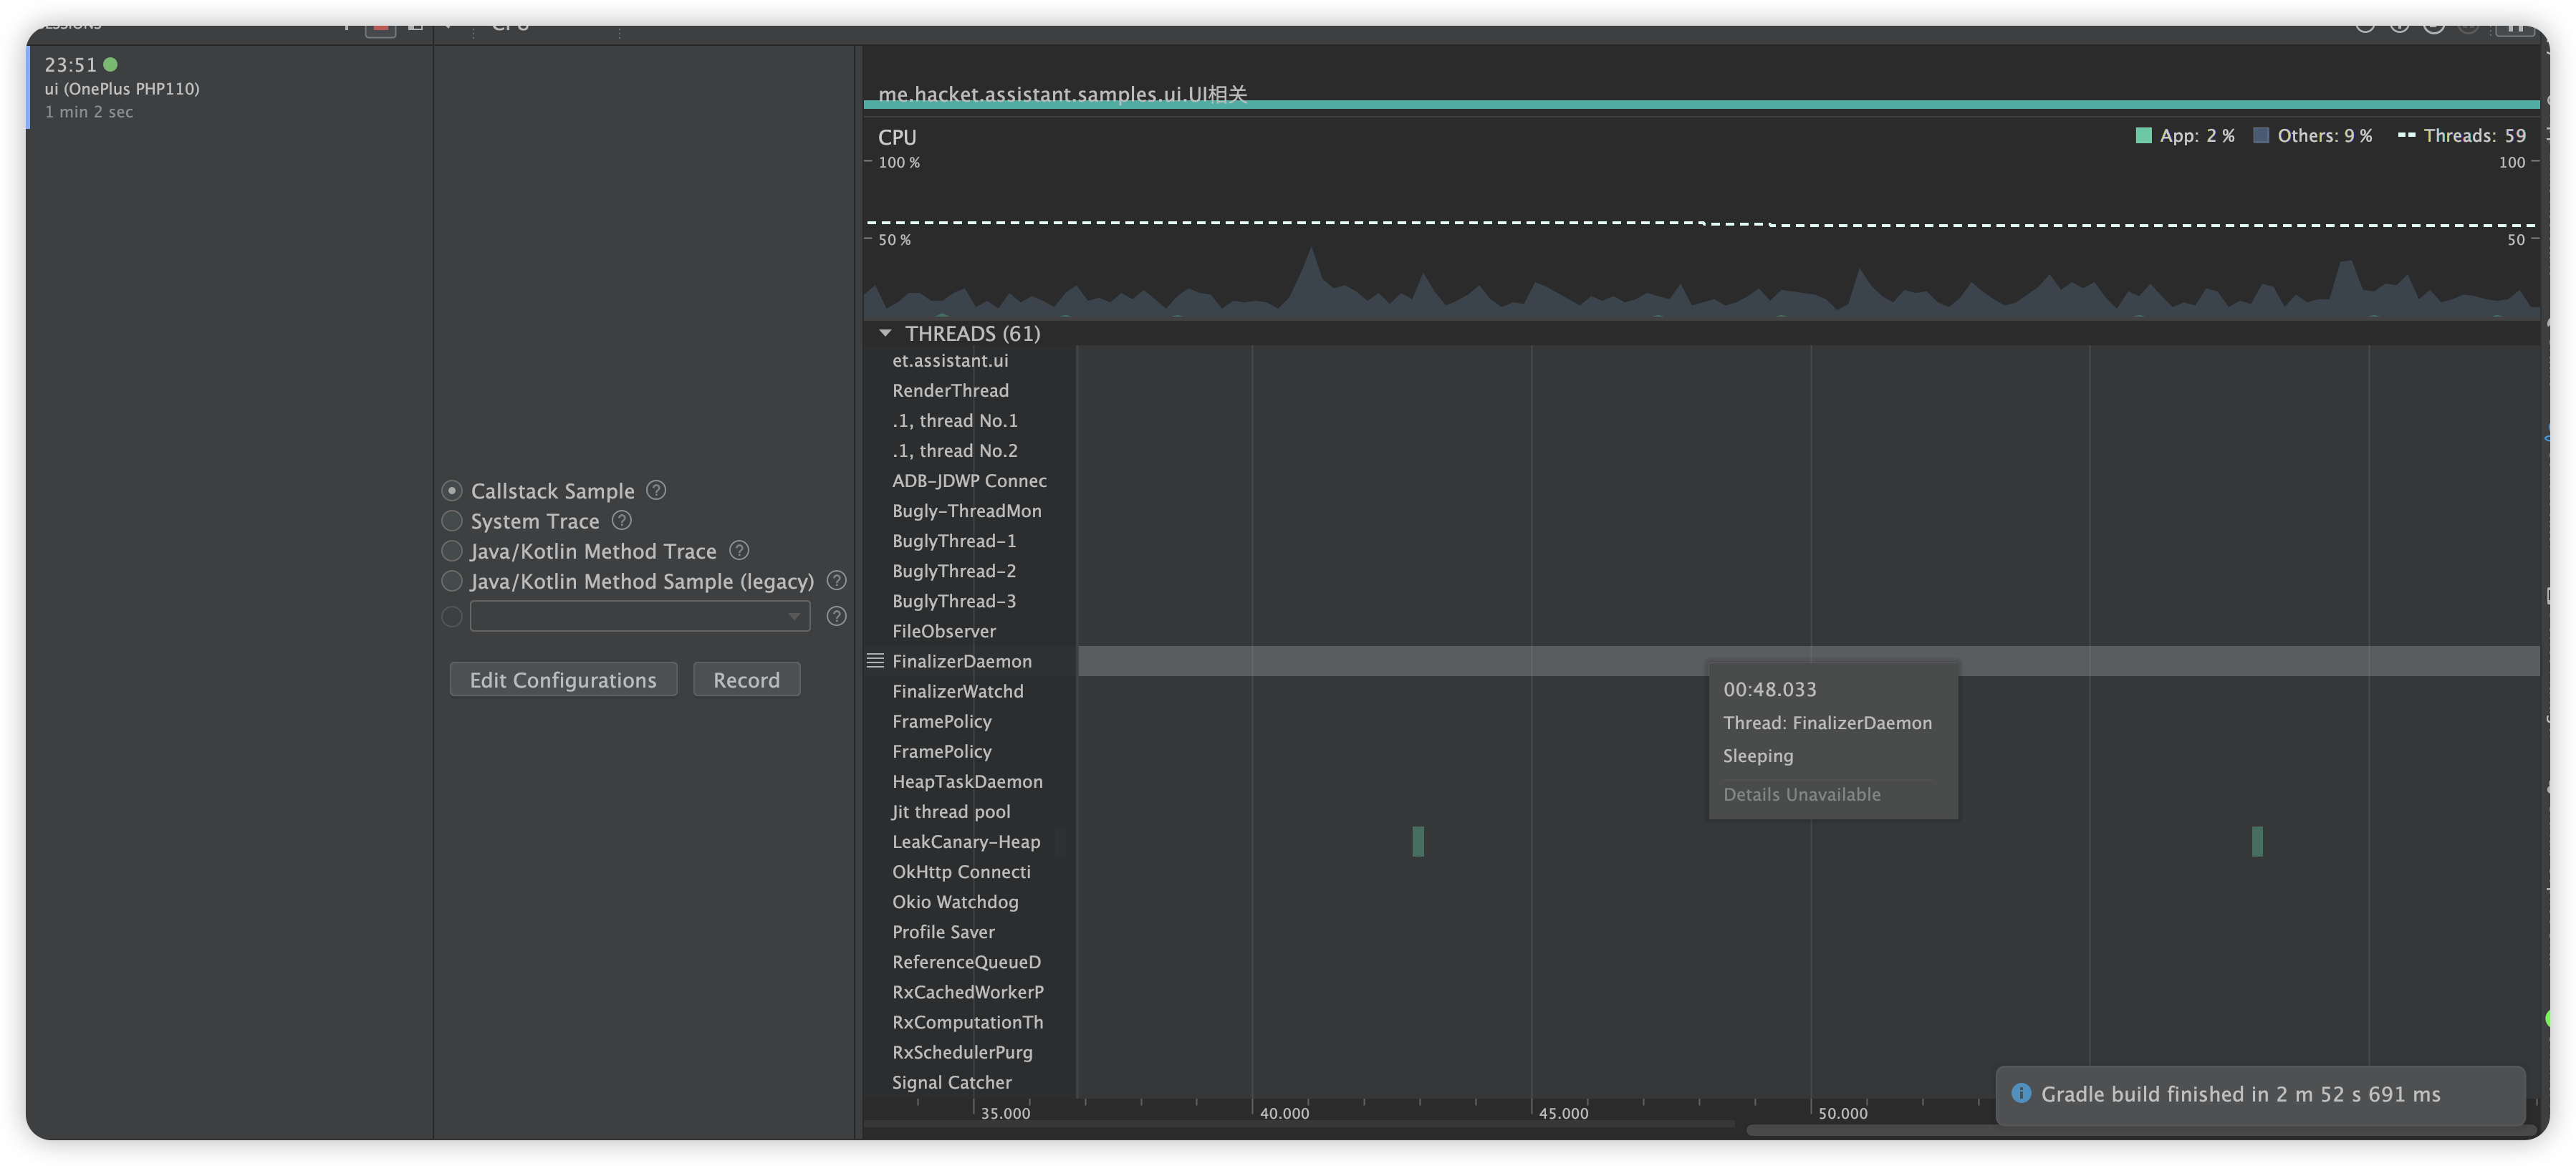 CPU
23:51
ui (OnePlus PHP110)
1 min 2 sec
Callstack Sample
System Trace
Java/Kotlin Method Trace
Java/Kotlin Method Sample (legacy)
Edit Configurations
Record
me.hacket.assistant.samples.ui.UI相关
CPU
App: 2 %
Others: 9 %
Threads: 59
100 %
100
50 %
50
THREADS (61)
et.assistant.ui
RenderThread
.1, thread No.1
.1, thread No.2
ADB-JDWP Connec
Bugly-ThreadMon
BuglyThread-1
BuglyThread-2
BuglyThread-3
FileObserver
FinalizerDaemon
FinalizerWatchd
FramePolicy
FramePolicy
HeapTaskDaemon
Jit thread pool
LeakCanary-Heap
OkHttp Connecti
Okio Watchdog
Profile Saver
ReferenceQueueD
RxCachedWorkerP
RxComputationTh
RxSchedulerPurg
Signal Catcher
00:48.033
Thread: FinalizerDaemon
Sleeping
Details Unavailable
35.000
40.000
45.000
50.000
Gradle build finished in 2 m 52 s 691 ms